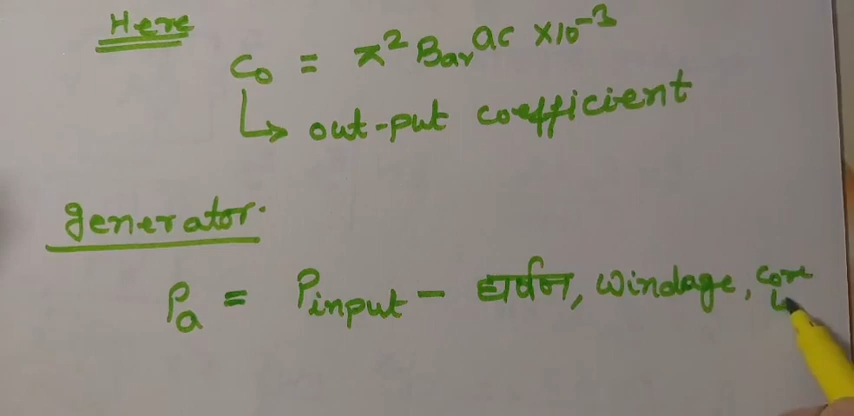 Here
C₀ = π² Bav ac × 10⁻³
↳ out-put coefficient
generator.
Pa = Pinput - घर्षण, windage, core